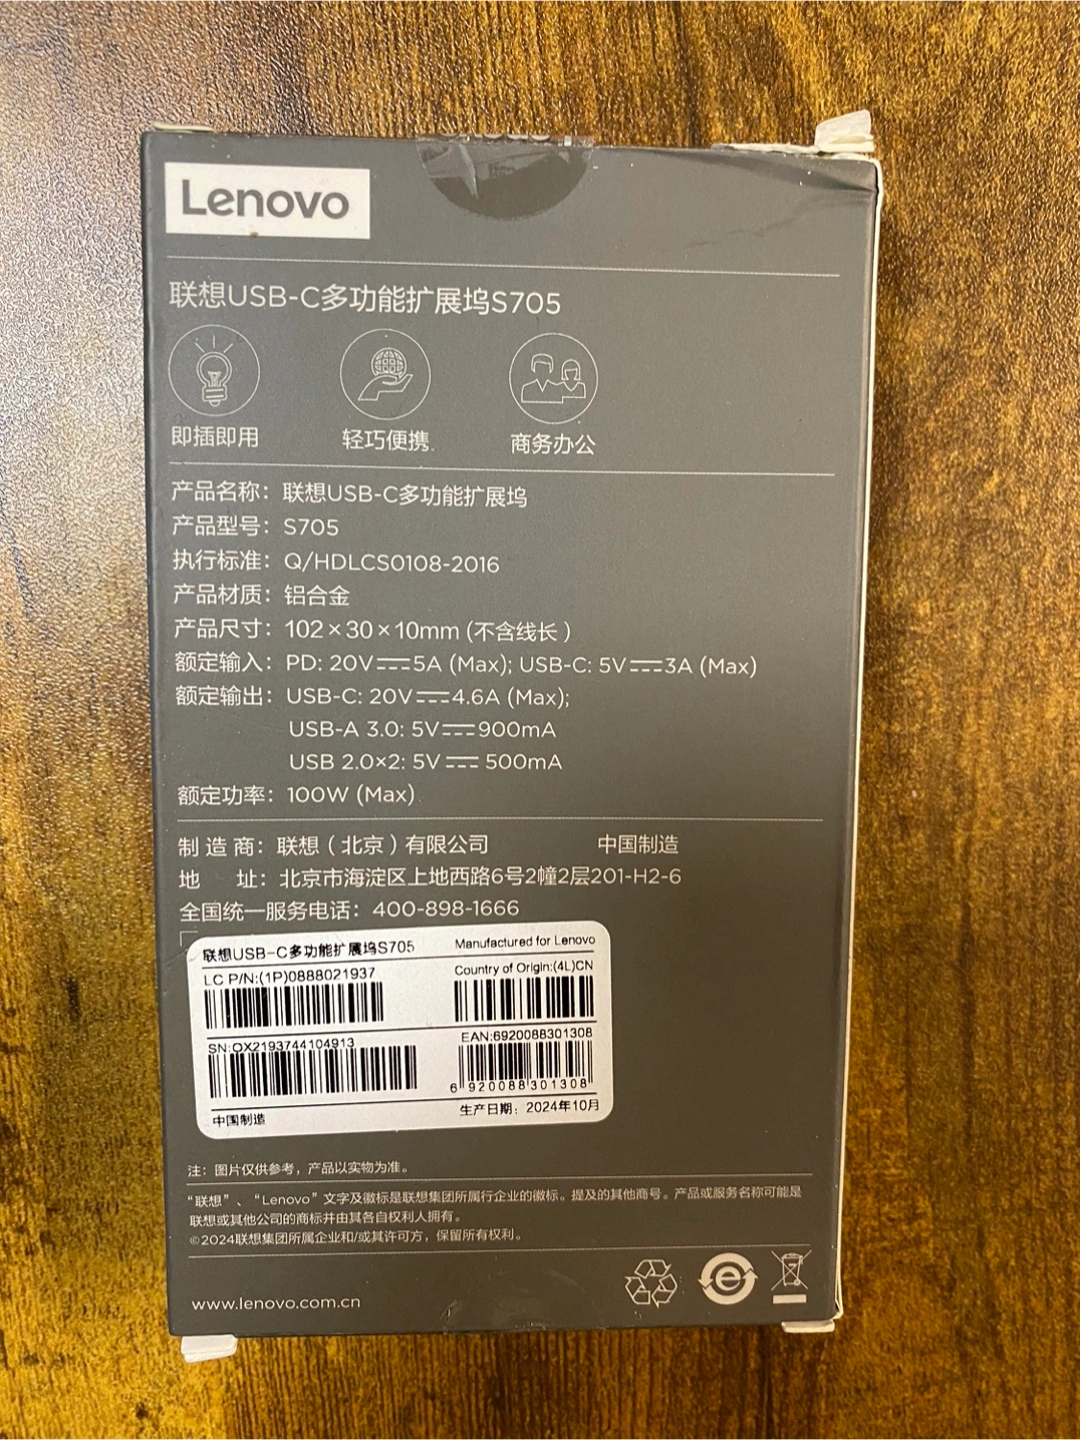 Lenovo
联想USB-C多功能扩展坞S705
即插即用
轻巧便携
商务办公
产品名称：联想USB-C多功能扩展坞
产品型号：S705
执行标准：Q/HDLCS0108-2016
产品材质：铝合金
产品尺寸：102×30×10mm (不含线长)
额定输入：PD: 20V⎓5A (Max); USB-C: 5V⎓3A (Max)
额定输出：USB-C: 20V⎓4.6A (Max);
USB-A 3.0: 5V⎓900mA
USB 2.0×2: 5V⎓500mA
额定功率：100W (Max)
制造商：联想（北京）有限公司 中国制造
地址：北京市海淀区上地西路6号2幢2层201-H2-6
全国统一服务电话：400-898-1666
联想USB-C多功能扩展坞S705 Manufactured for Lenovo
LC P/N:(1P)0888021937 Country of Origin:(4L)CN
SN:OX2193744104913 EAN:6920088301308
6 920088 301308
中国制造 生产日期：2024年10月
注：图片仅供参考，产品以实物为准。
“联想”、“Lenovo”文字及徽标是联想集团所属行企业的徽标。提及的其他商号。产品或服务名称可能是
联想或其他公司的商标并由其各自权利人拥有。
©2024联想集团所属企业和/或其许可方，保留所有权利。
www.lenovo.com.cn